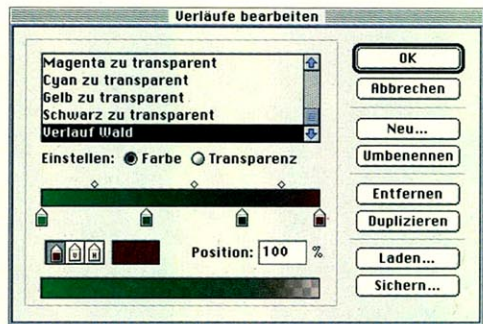 Verläufe bearbeiten
Magenta zu transparent
Cyan zu transparent
Gelb zu transparent
Schwarz zu transparent
Verlauf Wald
Einstellen: Farbe Transparenz
Position: 100 %
OK
Abbrechen
Neu...
Umbenennen
Entfernen
Duplizieren
Laden...
Sichern...